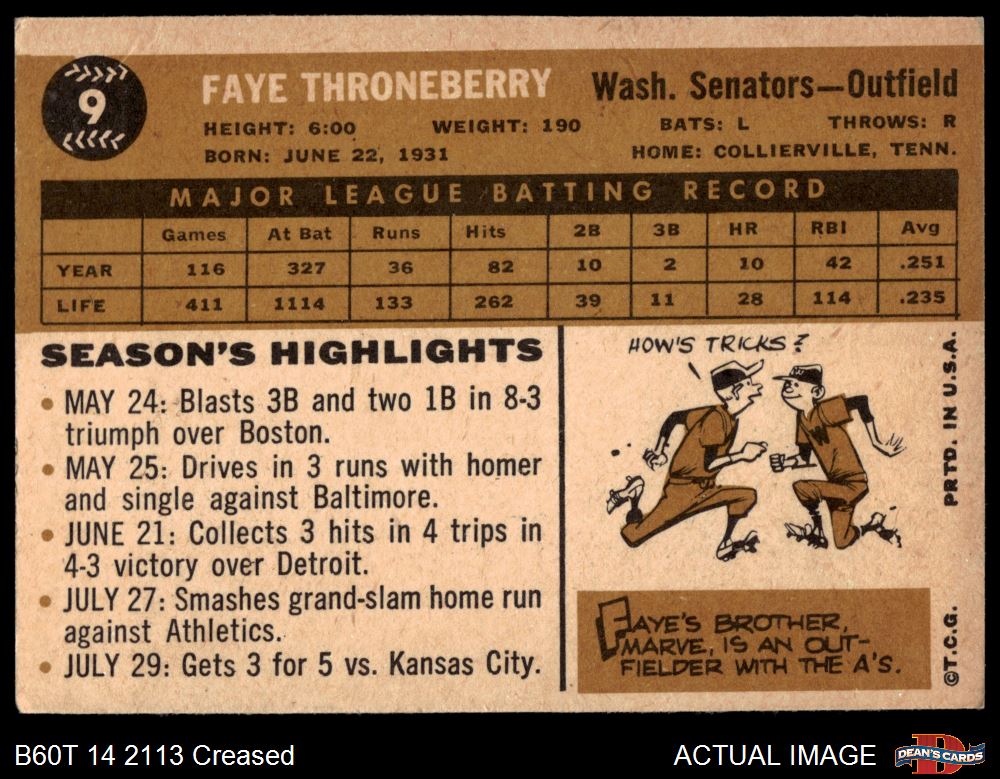 9
FAYE THRONEBERRY
Wash. Senators—Outfield
HEIGHT: 6:00 WEIGHT: 190 BATS: L THROWS: R
BORN: JUNE 22, 1931 HOME: COLLIERVILLE, TENN.
MAJOR LEAGUE BATTING RECORD
Games At Bat Runs Hits 2B 3B HR RBI Avg
YEAR 116 327 36 82 10 2 10 42 .251
LIFE 411 1114 133 262 39 11 28 114 .235
SEASON'S HIGHLIGHTS
• MAY 24: Blasts 3B and two 1B in 8-3
triumph over Boston.
• MAY 25: Drives in 3 runs with homer
and single against Baltimore.
• JUNE 21: Collects 3 hits in 4 trips in
4-3 victory over Detroit.
• JULY 27: Smashes grand-slam home run
against Athletics.
• JULY 29: Gets 3 for 5 vs. Kansas City.
HOW'S TRICKS?
W
FAYE'S BROTHER,
MARVE, IS AN OUT-
FIELDER WITH THE A'S.
©T.C.G. PRTD. IN U.S.A.
B60T 14 2113 Creased
ACTUAL IMAGE
DEAN'S CARDS